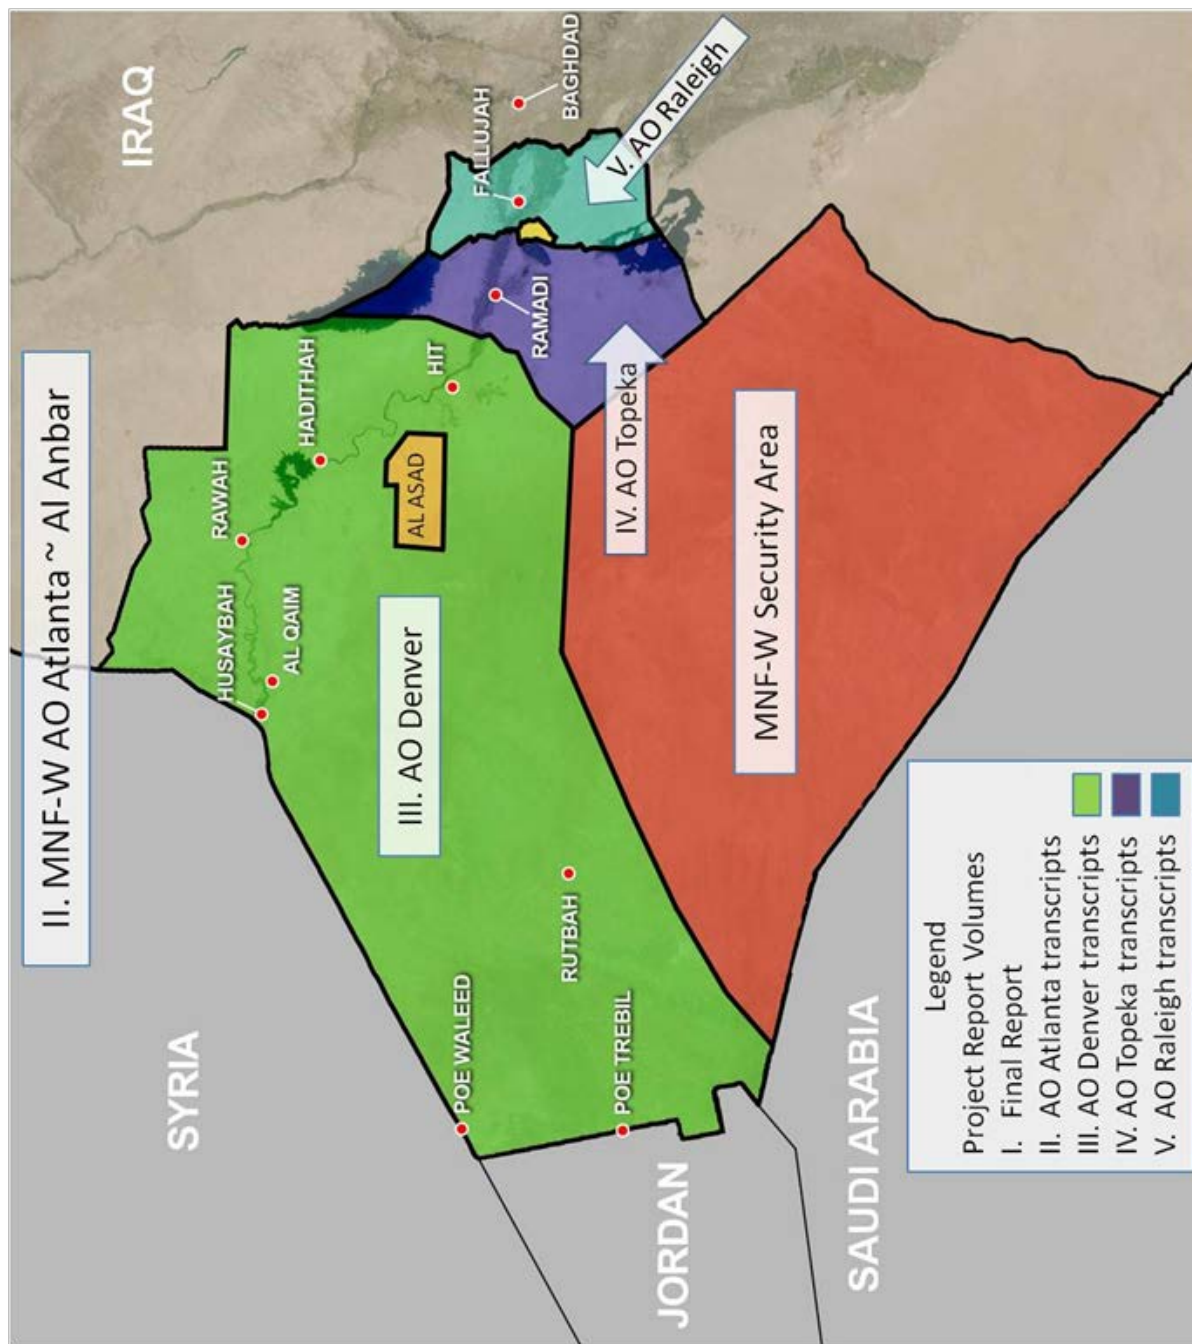 II. MNF-W AO Atlanta ~ Al Anbar
IRAQ
SYRIA
HUSAYBAH
RAWAH
AL QAIM
HADITHAH
AL ASAD
HIT
III. AO Denver
FALLUJAH
BAGHDAD
RAMADI
V. AO Raleigh
POE WALEED
RUTBAH
POE TREBIL
IV. AO Topeka
JORDAN
MNF-W Security Area
SAUDI ARABIA
Legend
Project Report Volumes
I. Final Report
II. AO Atlanta transcripts
III. AO Denver transcripts
IV. AO Topeka transcripts
V. AO Raleigh transcripts